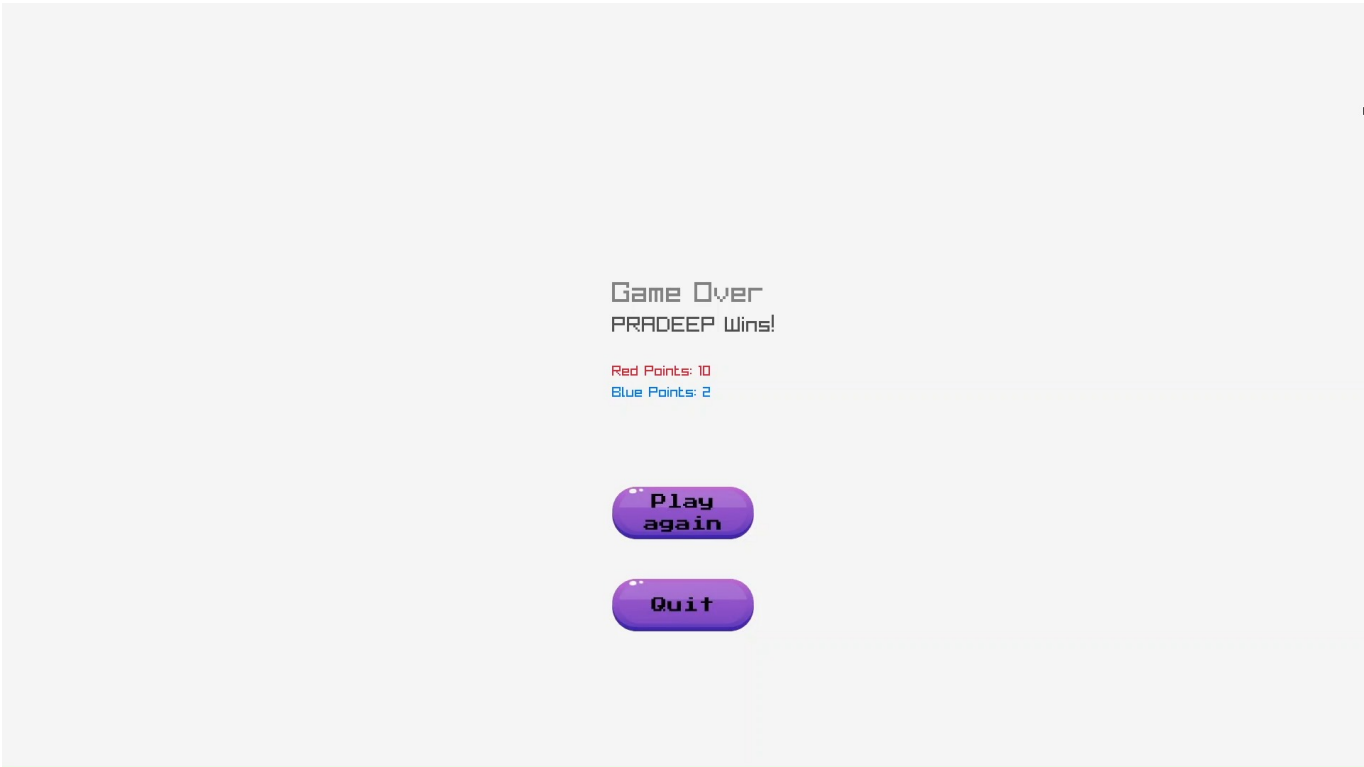 Game Over
PRADEEP Wins!
Red Points: 10
Blue Points: 2
Play
again
Quit